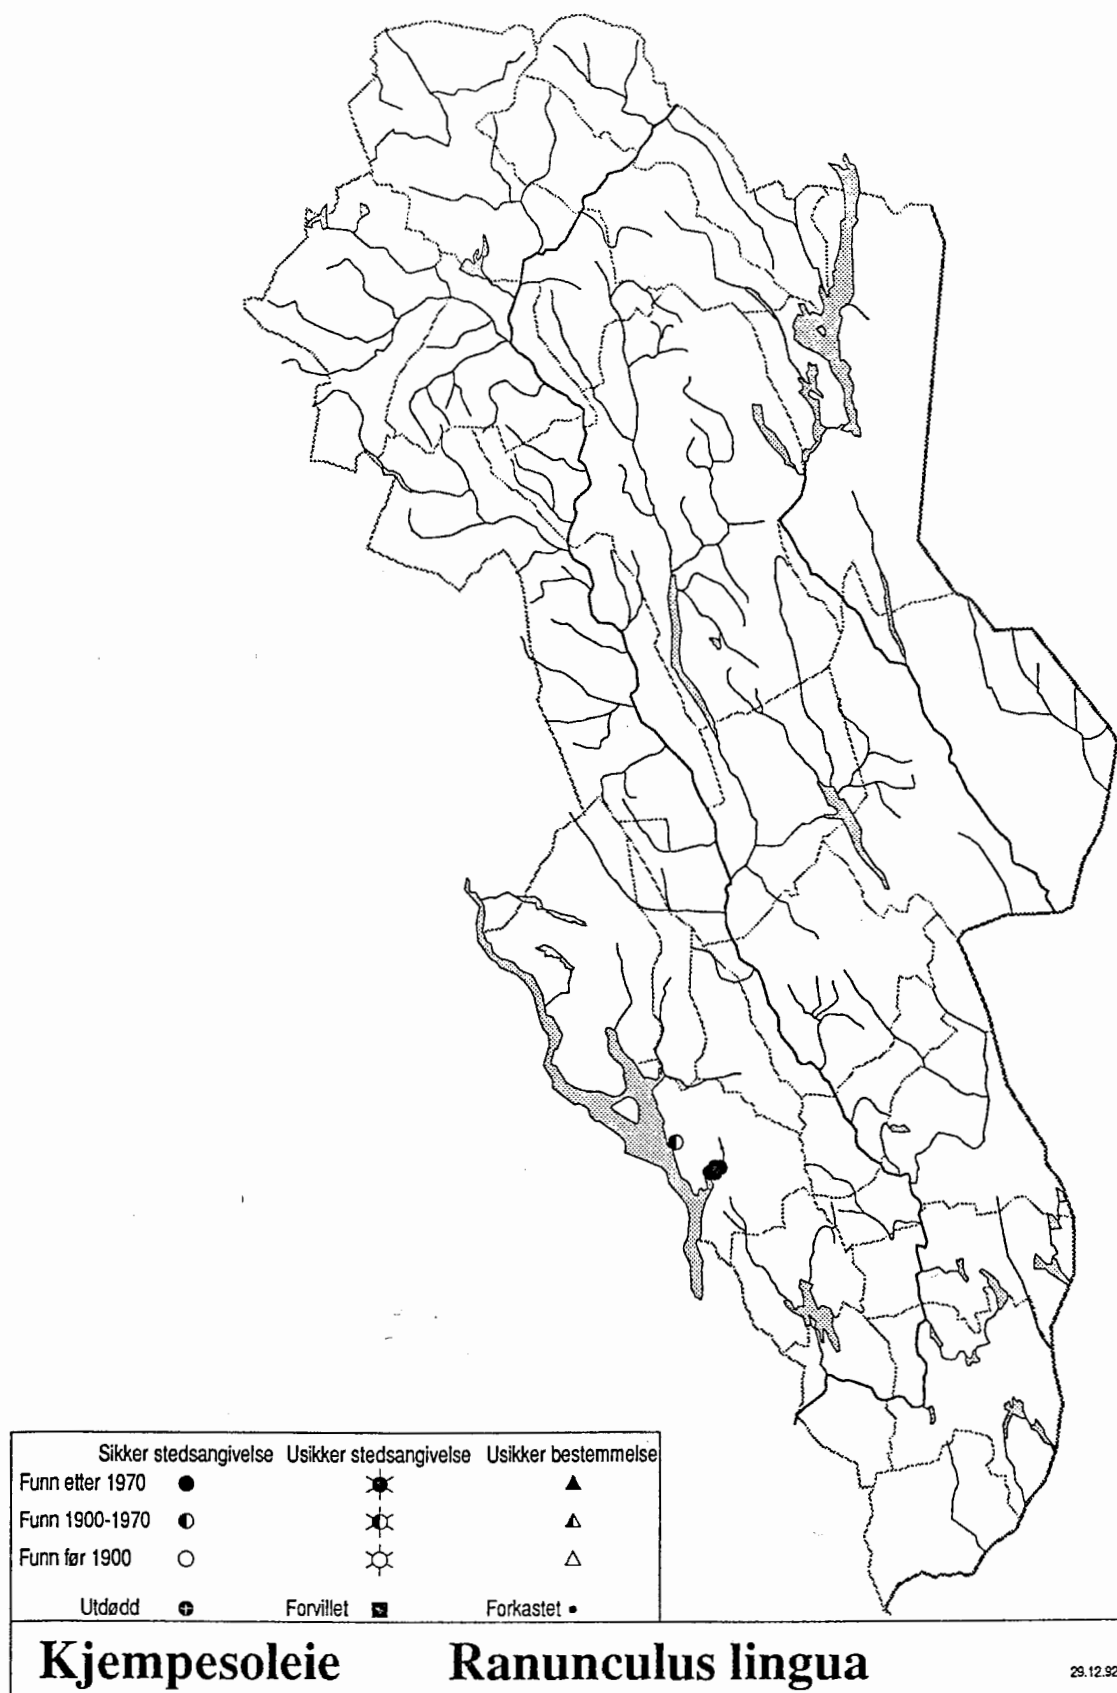 Sikker stedsangivelse Usikker stedsangivelse Usikker bestemmelse
Funn etter 1970
Funn 1900-1970
Funn før 1900
Utdødd Forvillet Forkastet
Kjempesoleie Ranunculus lingua
29.12.92